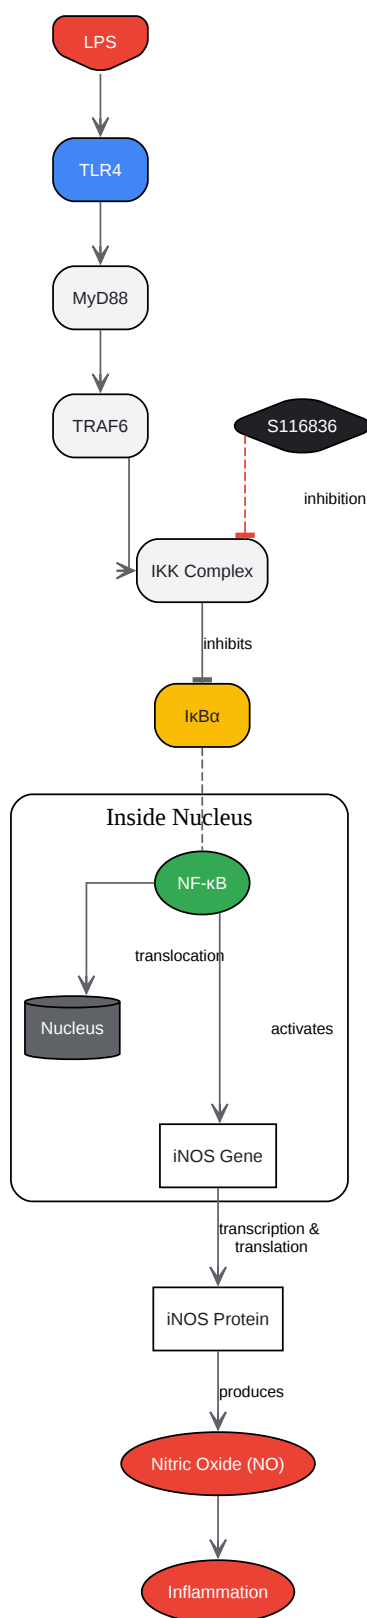 LPS
TLR4
MyD88
TRAF6
S116836
inhibition
IKK Complex
inhibits
IκBα
Inside Nucleus
NF-κB
translocation
Nucleus
activates
iNOS Gene
transcription &
translation
iNOS Protein
produces
Nitric Oxide (NO)
Inflammation